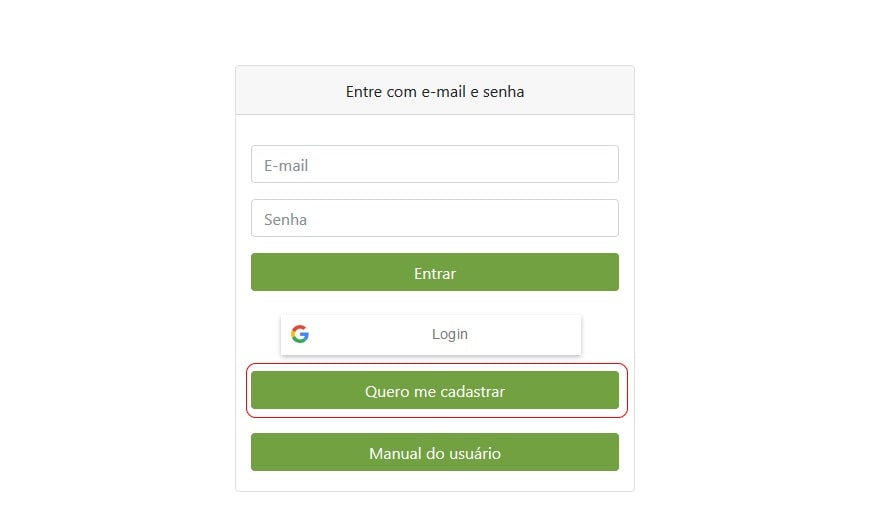 Entre com e-mail e senha
E-mail
Senha
Entrar
Login
Quero me cadastrar
Manual do usuário